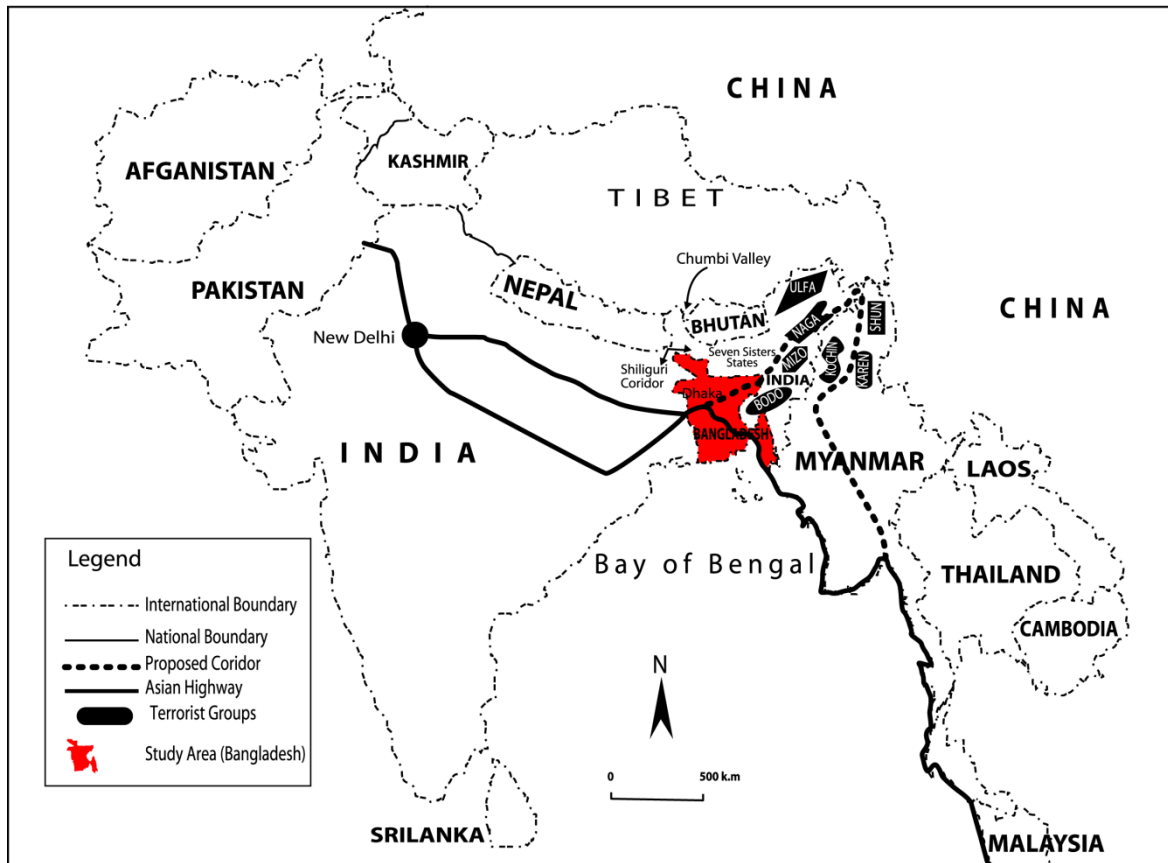 CHINA
AFGANISTAN
KASHMIR
TIBET
Chumbi Valley
PAKISTAN
NEPAL
BHUTAN
ULFA
CHINA
NAGA
SHUN
New Delhi
Shiliguri
Coridor
Seven Sisters
States
MIZO
KOCHIN
KAREN
INDIA
Dhaka
BODO
BANGLADESH
INDIA
MYANMAR
LAOS
Bay of Bengal
THAILAND
CAMBODIA
Legend
International Boundary
National Boundary
Proposed Coridor
Asian Highway
Terrorist Groups
Study Area (Bangladesh)
N
0 500 k.m
SRILANKA
MALAYSIA